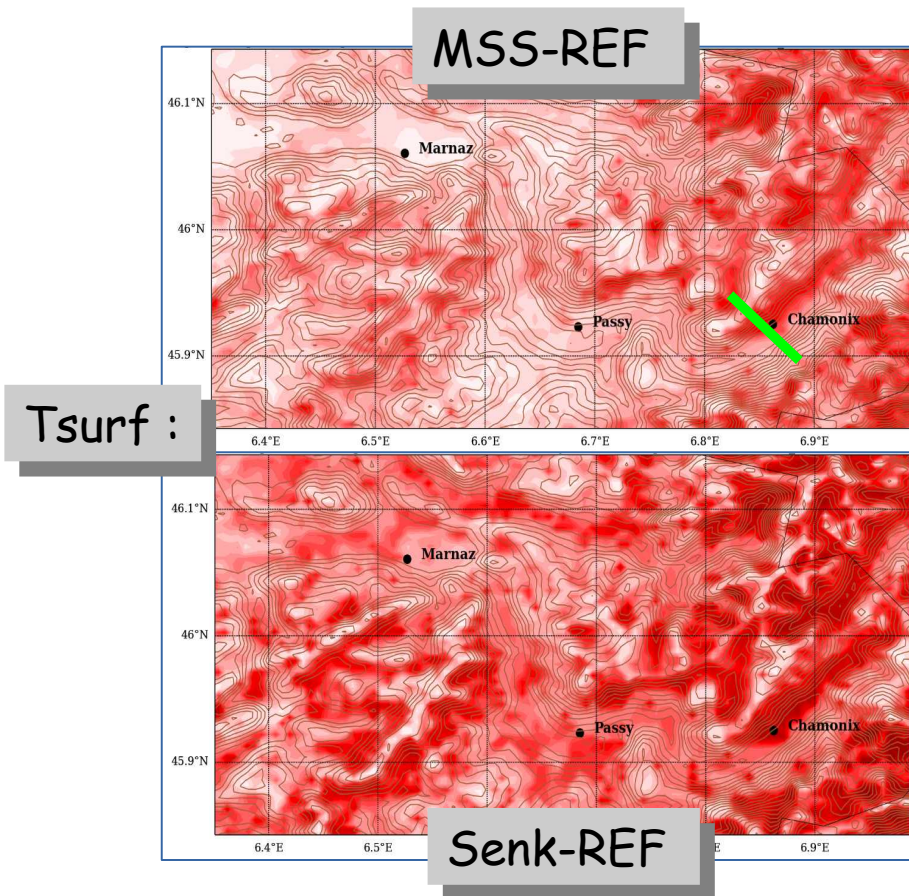 MSS-REF
46.1°N
Marnaz
46°N
Passy
Chamonix
45.9°N
Tsurf :
6.4°E 6.5°E 6.6°E 6.7°E 6.8°E 6.9°E
46.1°N
Marnaz
46°N
Passy
Chamonix
45.9°N
6.4°E 6.5°E 6.9°E
Senk-REF